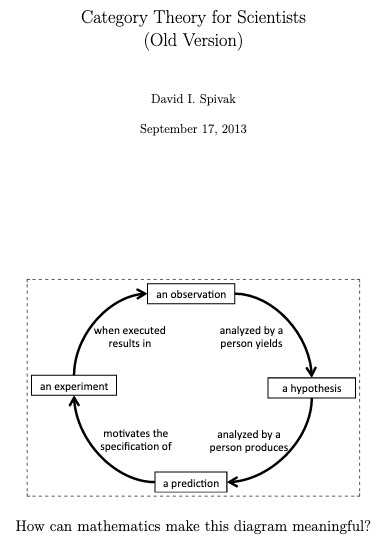 Category Theory for Scientists
(Old Version)
David I. Spivak
September 17, 2013
an observation
when executed
results in
analyzed by a
person yields
an experiment
a hypothesis
motivates the
specification of
analyzed by a
person produces
a prediction
How can mathematics make this diagram meaningful?